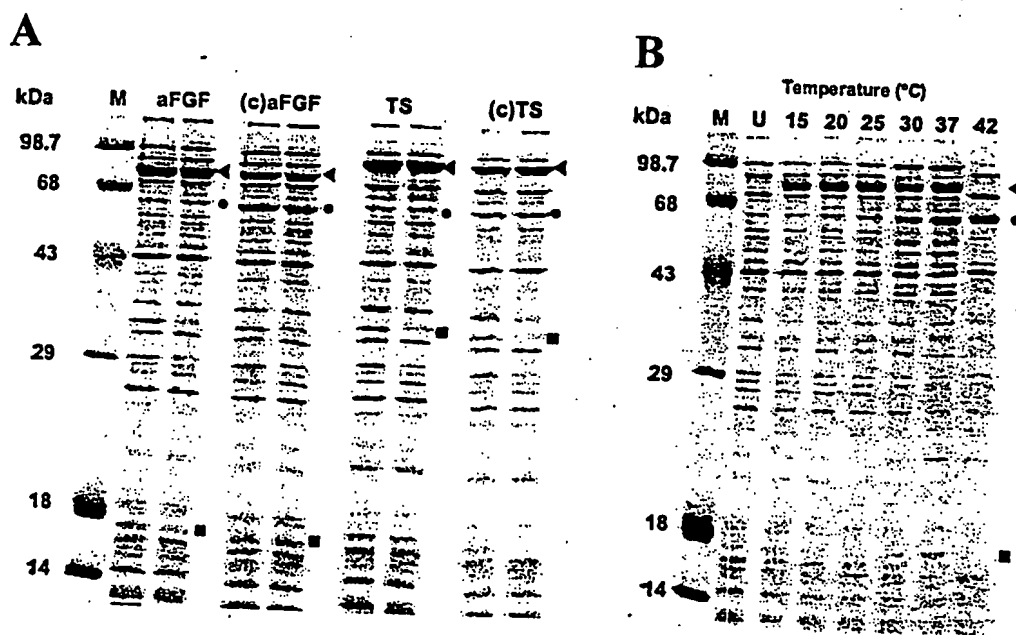 A
kDa M aFGF (c)aFGF TS (c)TS
98.7
68
43
29
18
14
B
Temperature (°C)
kDa M U 15 20 25 30 37 42
98.7
68
43
29
18
14